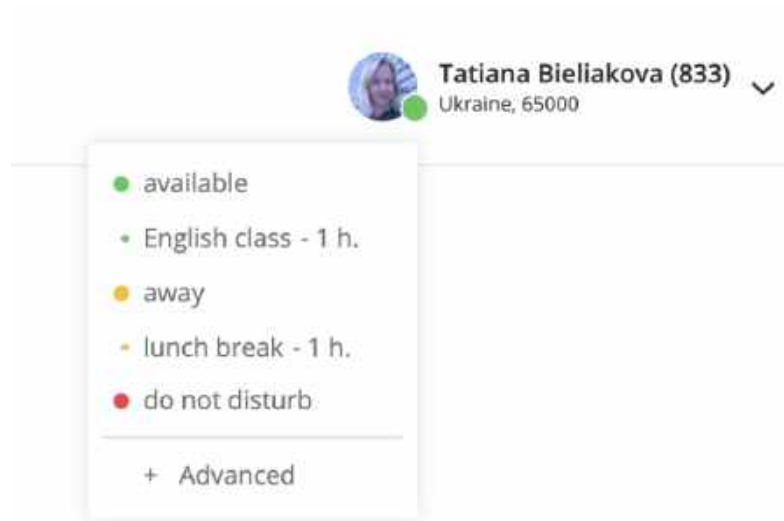 Tatiana Bieliakova (833)
Ukraine, 65000
available
English class - 1 h.
away
lunch break - 1 h.
do not disturb
+ Advanced